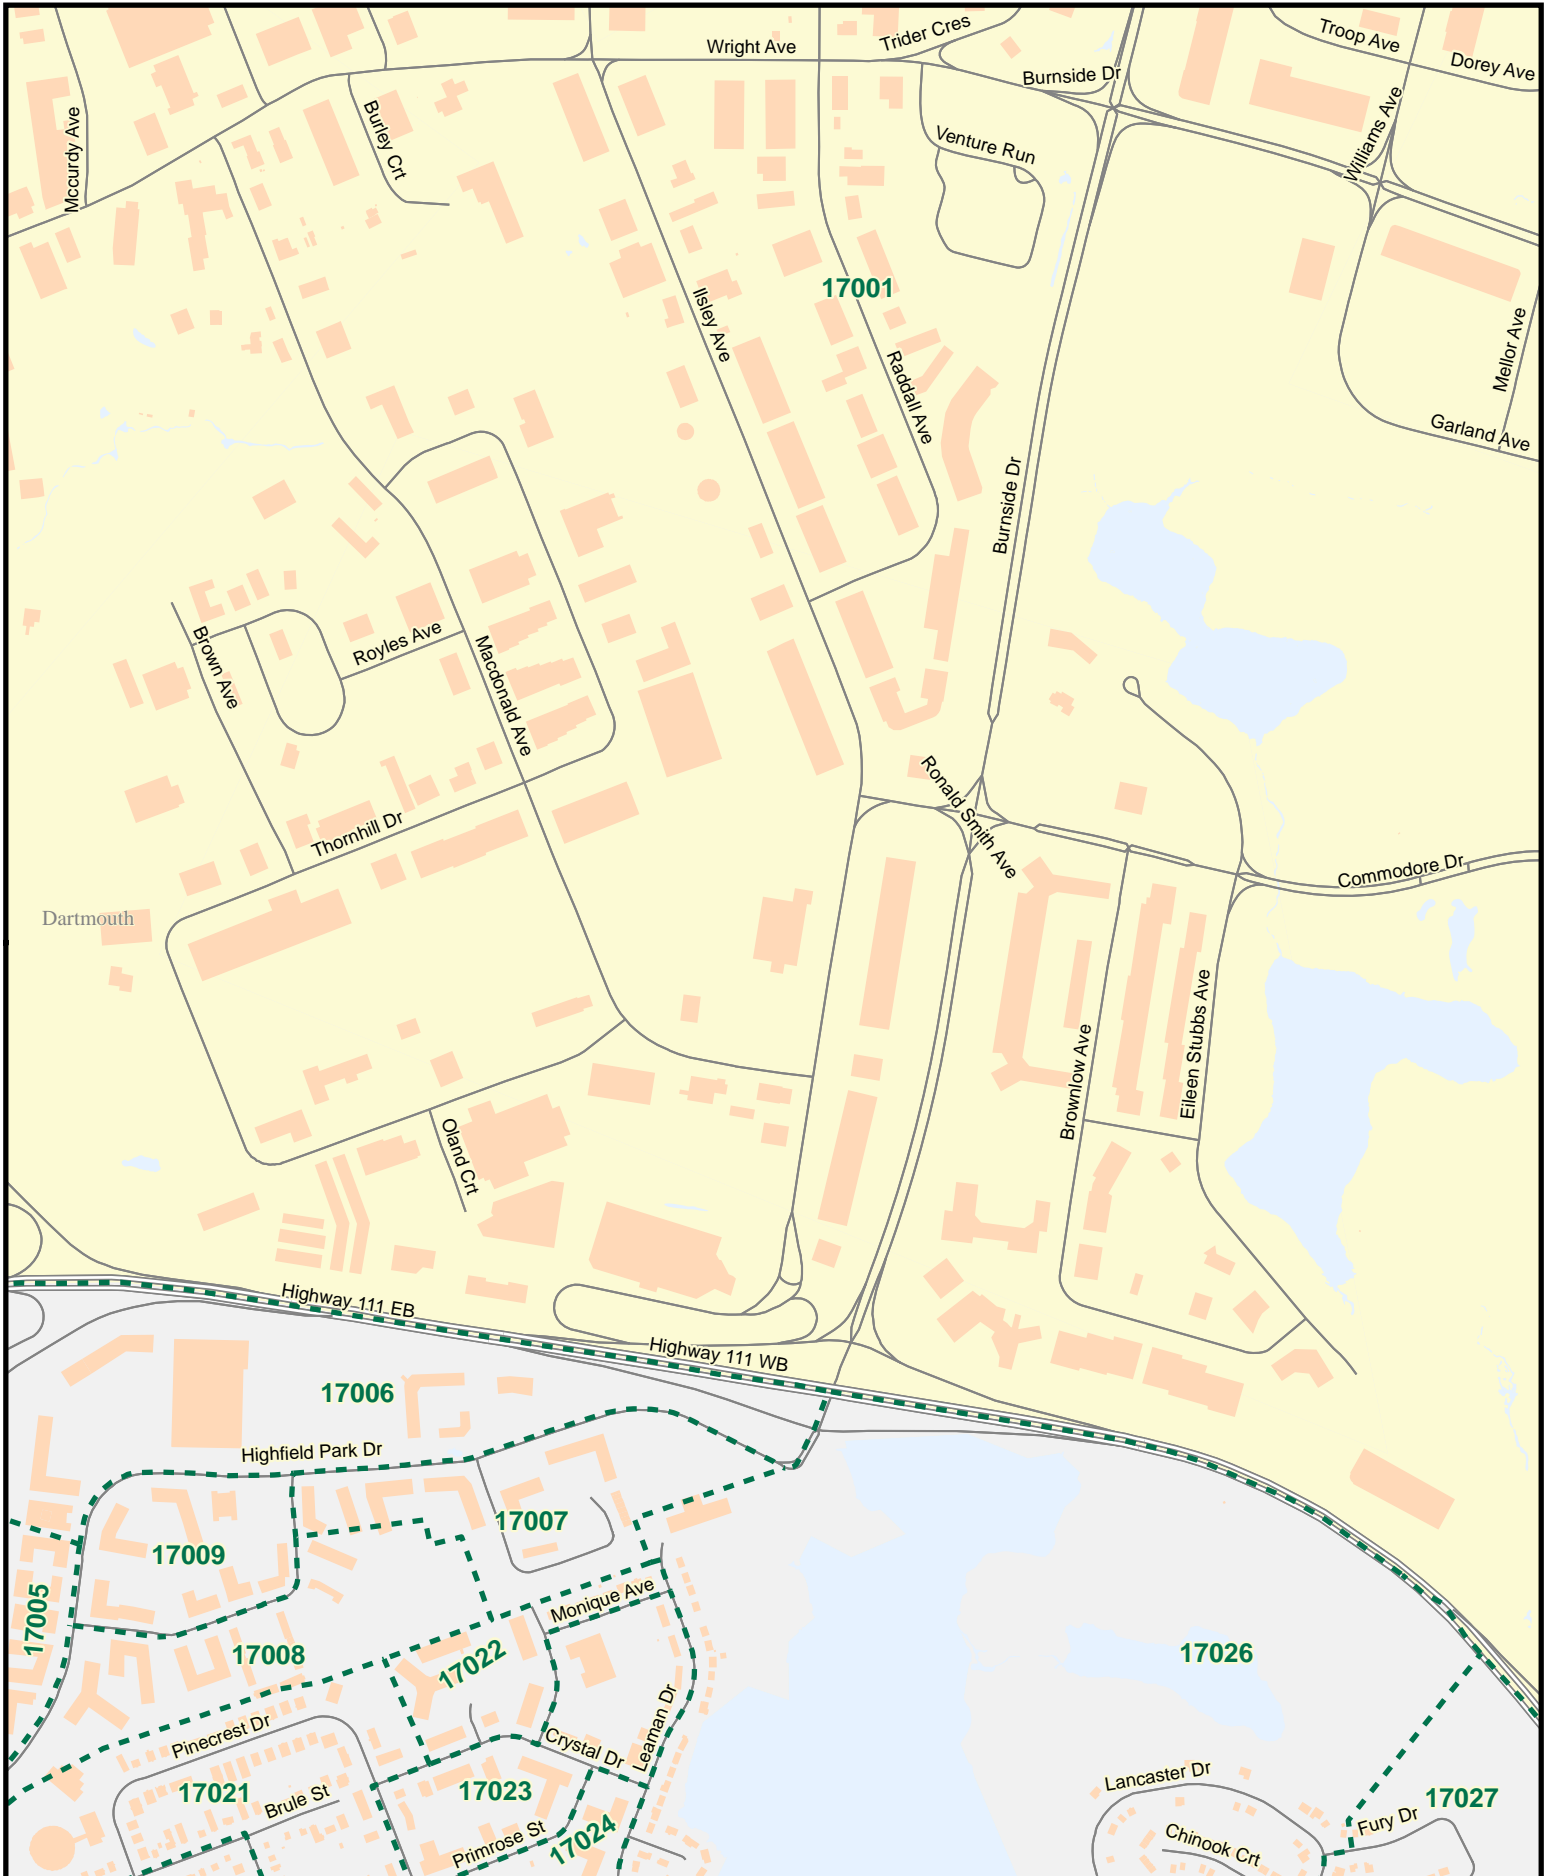 Trider Cres
Troop Ave
Wright Ave
Dorey Ave
Burnside Dr
Mccurdy Ave
Burley Crt
Williams Ave
Venture Run
17001
Ilsley Ave
Mellor Ave
Raddall Ave
Garland Ave
Burnside Dr
Brown Ave
Royles Ave
Macdonald Ave
Ronald Smith Ave
Thornhill Dr
Commodore Dr
Dartmouth
Eileen Stubbs Ave
Brownlow Ave
Oland Crt
Highway 111 EB
Highway 111 WB
17006
Highfield Park Dr
17007
17009
17005
Monique Ave
17008
17022
17026
Leaman Dr
Pinecrest Dr
Crystal Dr
Lancaster Dr
17021
Brule St
17023
17027
Fury Dr
Primrose St
17024
Chinook Crt